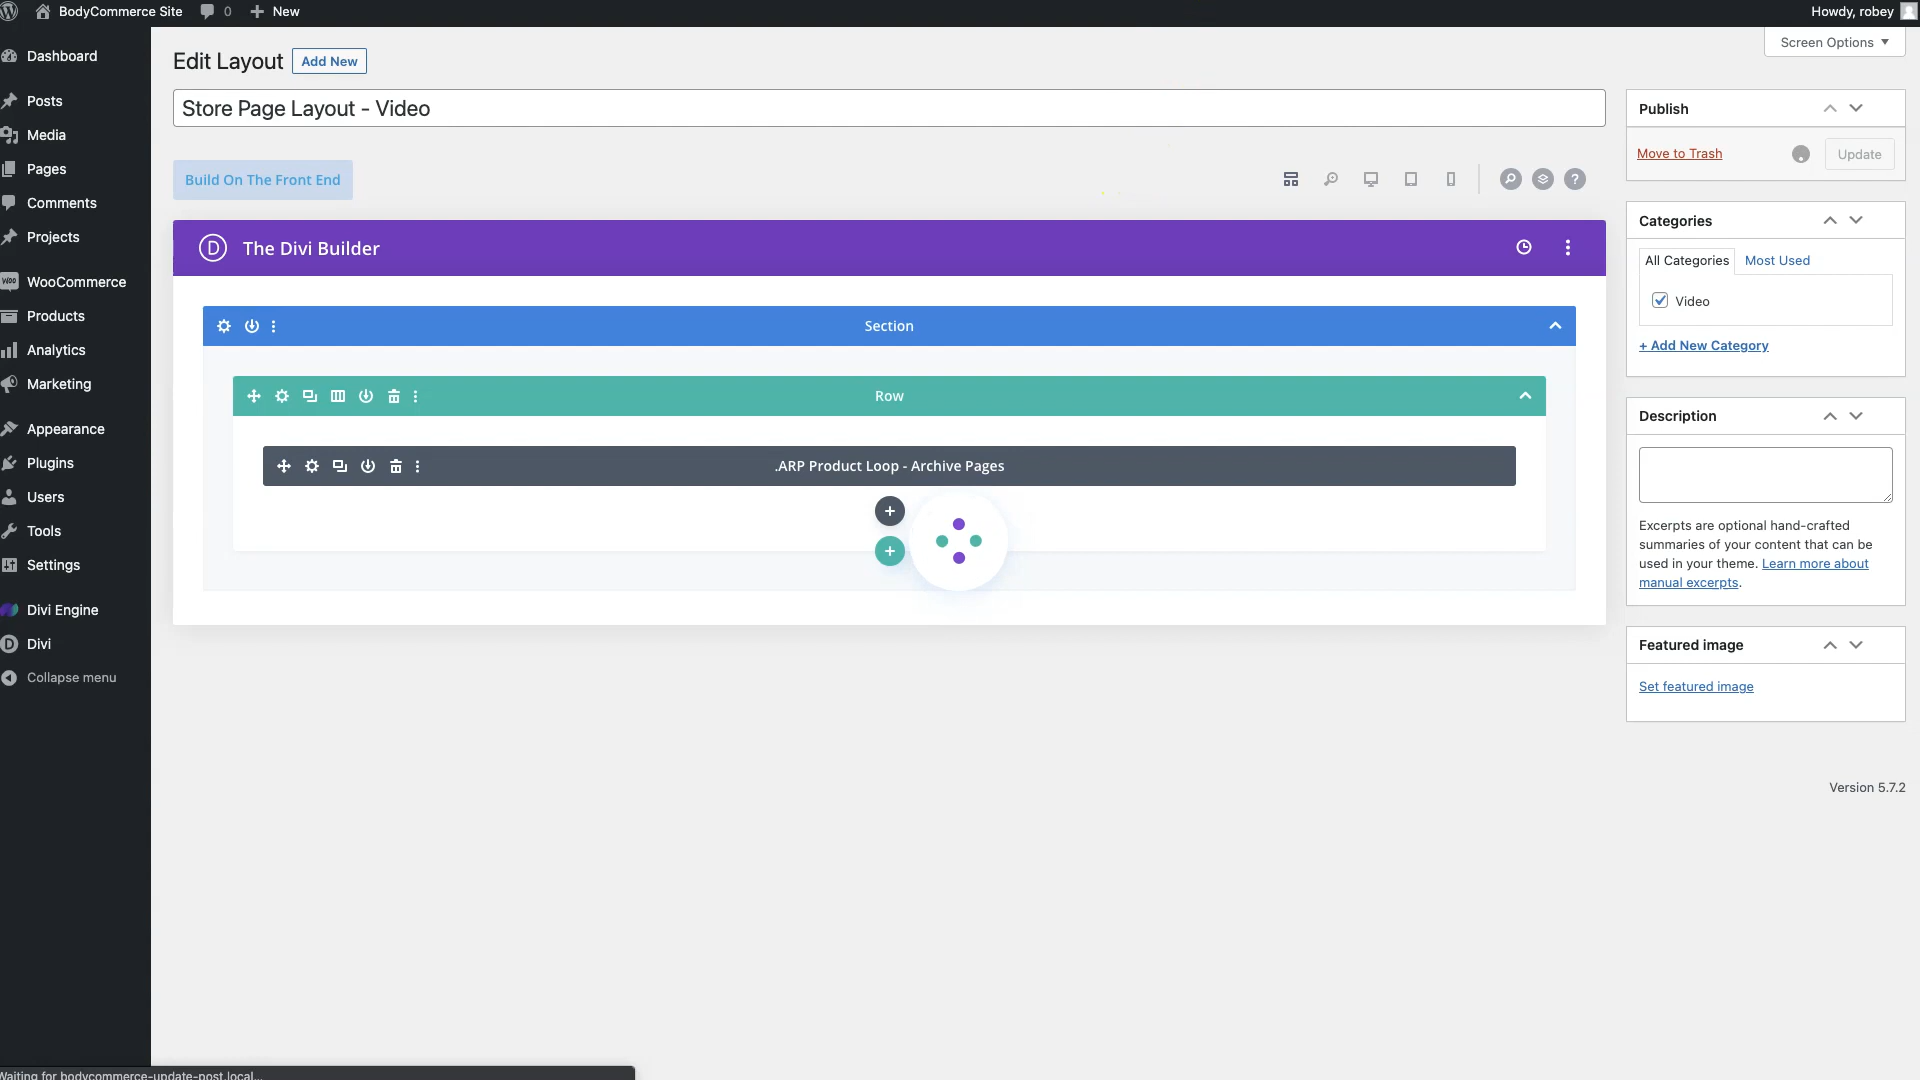 BodyCommerce Site
0
New
Howdy, robey
Screen Options
Dashboard
Posts
Media
Pages
Comments
Projects
WooCommerce
Products
Analytics
Marketing
Appearance
Plugins
Users
Tools
Settings
Divi Engine
Divi
Collapse menu
Edit Layout
Add New
Store Page Layout - Video
Build On The Front End
?
D
The Divi Builder
Section
Row
.ARP Product Loop - Archive Pages
Publish
Move to Trash
Update
Categories
All Categories
Most Used
Video
+ Add New Category
Description
Excerpts are optional hand-crafted
summaries of your content that can be
used in your theme. Learn more about
manual excerpts.
Featured image
Set featured image
Version 5.7.2
Waiting for bodycommerce-update-post.local...